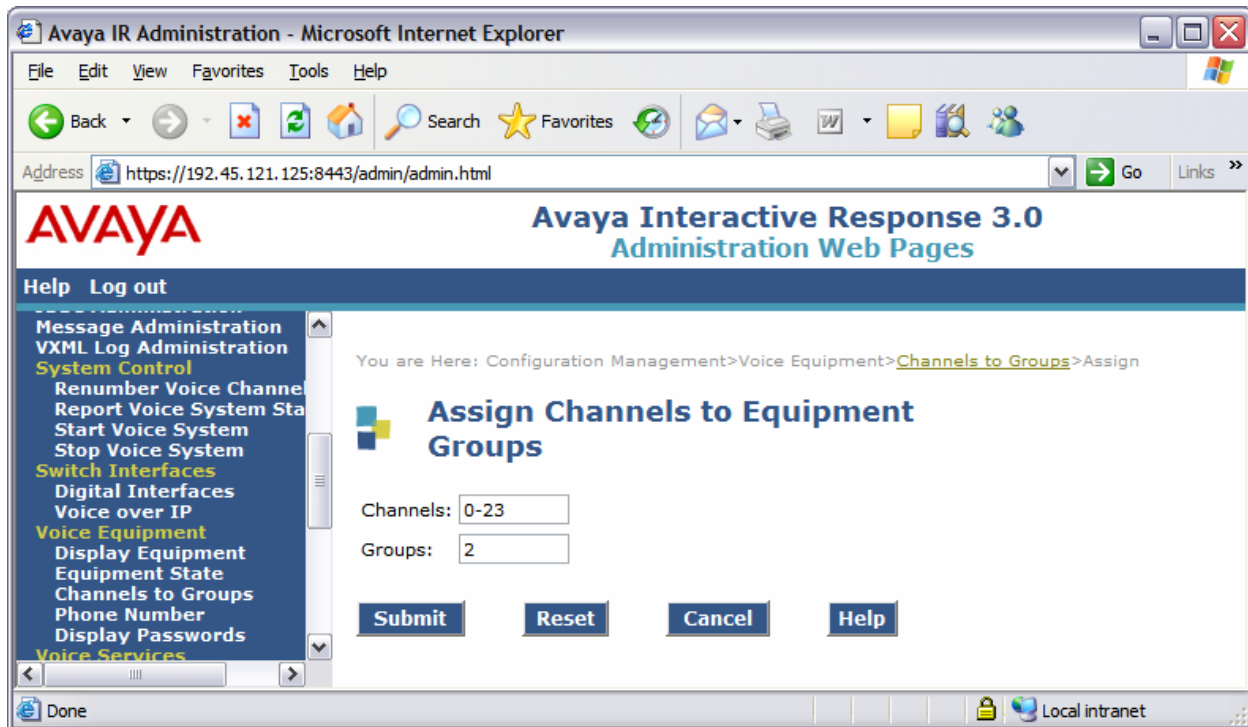 Avaya IR Administration - Microsoft Internet Explorer
File Edit View Favorites Tools Help
Back Search Favorites W
Address https://192.45.121.125:8443/admin/admin.html Go Links »
AVAYA
Avaya Interactive Response 3.0
Administration Web Pages
Help Log out
Message Administration
VXML Log Administration
System Control
Renumber Voice Channel
Report Voice System Sta
Start Voice System
Stop Voice System
Switch Interfaces
Digital Interfaces
Voice over IP
Voice Equipment
Display Equipment
Equipment State
Channels to Groups
Phone Number
Display Passwords
Voice Services
You are Here: Configuration Management>Voice Equipment>Channels to Groups>Assign
Assign Channels to Equipment
Groups
Channels: 0-23
Groups: 2
Submit Reset Cancel Help
Done Local intranet